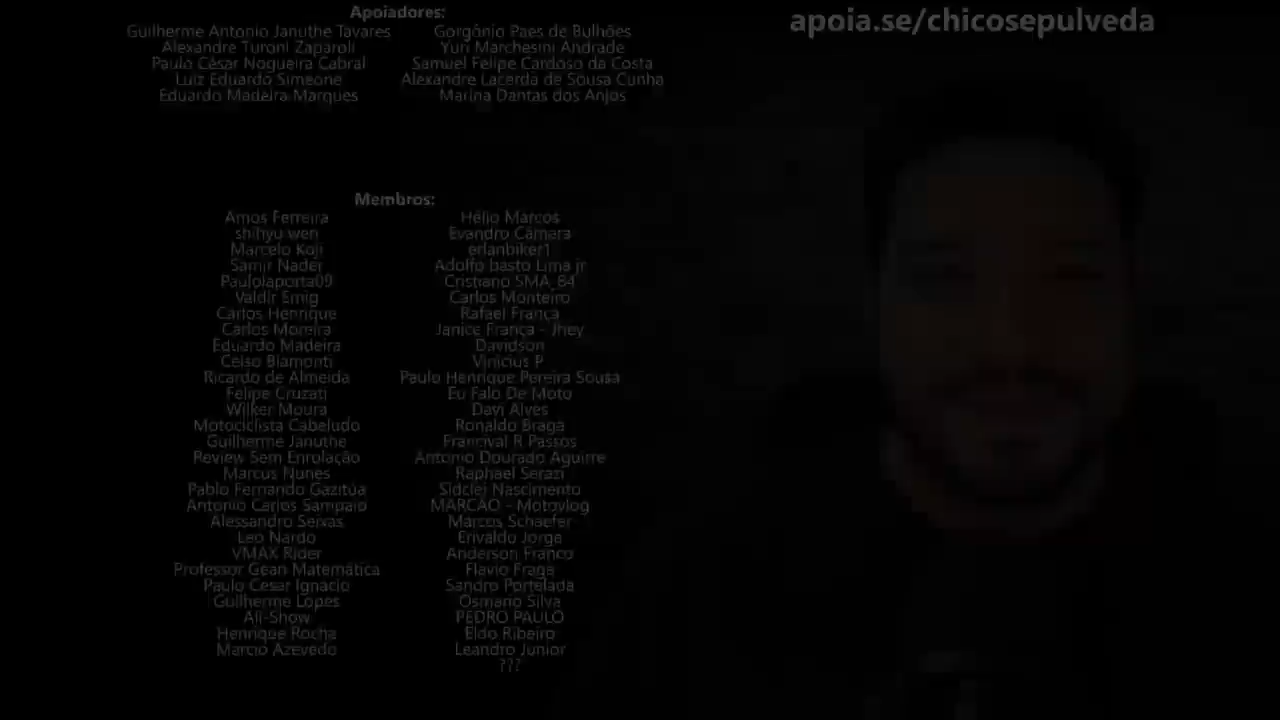 Apoiadores:
Guilherme Antonio Januthe Tavares
Alexandre Turoni Zaparoli
Paulo César Nogueira Cabral
Luiz Eduardo Simeone
Eduardo Madeira Marques
Gorgônio Paes de Bulhões
Yuri Marchesini Andrade
Samuel Felipe Cardoso da Costa
Alexandre Lacerda de Sousa Cunha
Marina Dantas dos Anjos
apoia.se/chicosepulveda
Membros:
Amos Ferreira
shihyu wen
Marcelo Koji
Samir Nader
Paulolaporta09
Valdir Emig
Carlos Henrique
Carlos Moreira
Eduardo Madeira
Celso Biamonti
Ricardo de Almeida
Felipe Cruzati
Wilker Moura
Motociclista Cabeludo
Guilherme Januthe
Review Sem Enrolação
Marcus Nunes
Pablo Fernando Gazitúa
Antonio Carlos Sampaio
Alessandro Seixas
Leo Nardo
VMAX Rider
Professor Gean Matemática
Paulo Cesar Ignacio
Guilherme Lopes
All-Show
Henrique Rocha
Marcio Azevedo
Hélio Marcos
Evandro Câmara
erlanbiker1
Adolfo basto Lima jr
Cristiano SMA_84
Carlos Monteiro
Rafael França
Janice França - Jhey
Davidson
Vinicius P
Paulo Henrique Pereira Sousa
Eu Falo De Moto
Davi Alves
Ronaldo Braga
Francival R Passos
Antonio Dourado Aguirre
Raphael Serazi
Sidclei Nascimento
MARCAO - Motovlog
Marcos Schaefer
Erivaldo Jorge
Anderson Franco
Flavio Fraga
Sandro Portelada
Osmano Silva
PEDRO PAULO
Eldo Ribeiro
Leandro Junior
???